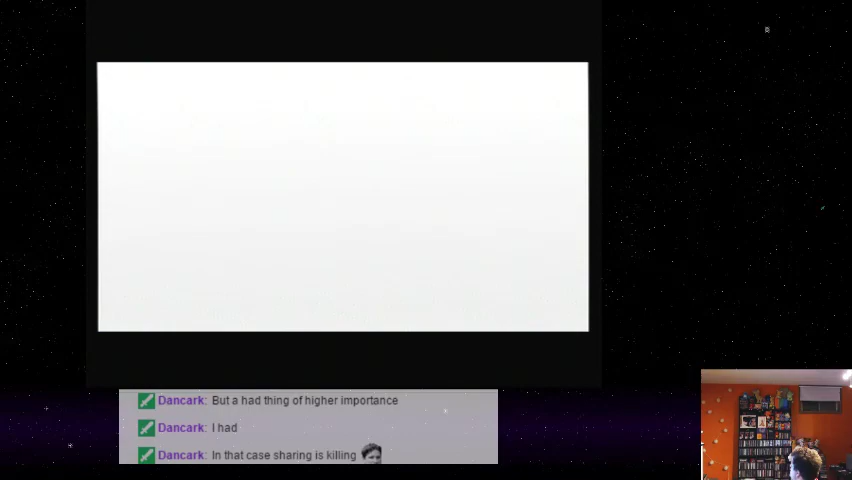 Dancark: But a had thing of higher importance
Dancark: I had
Dancark: In that case sharing is killing